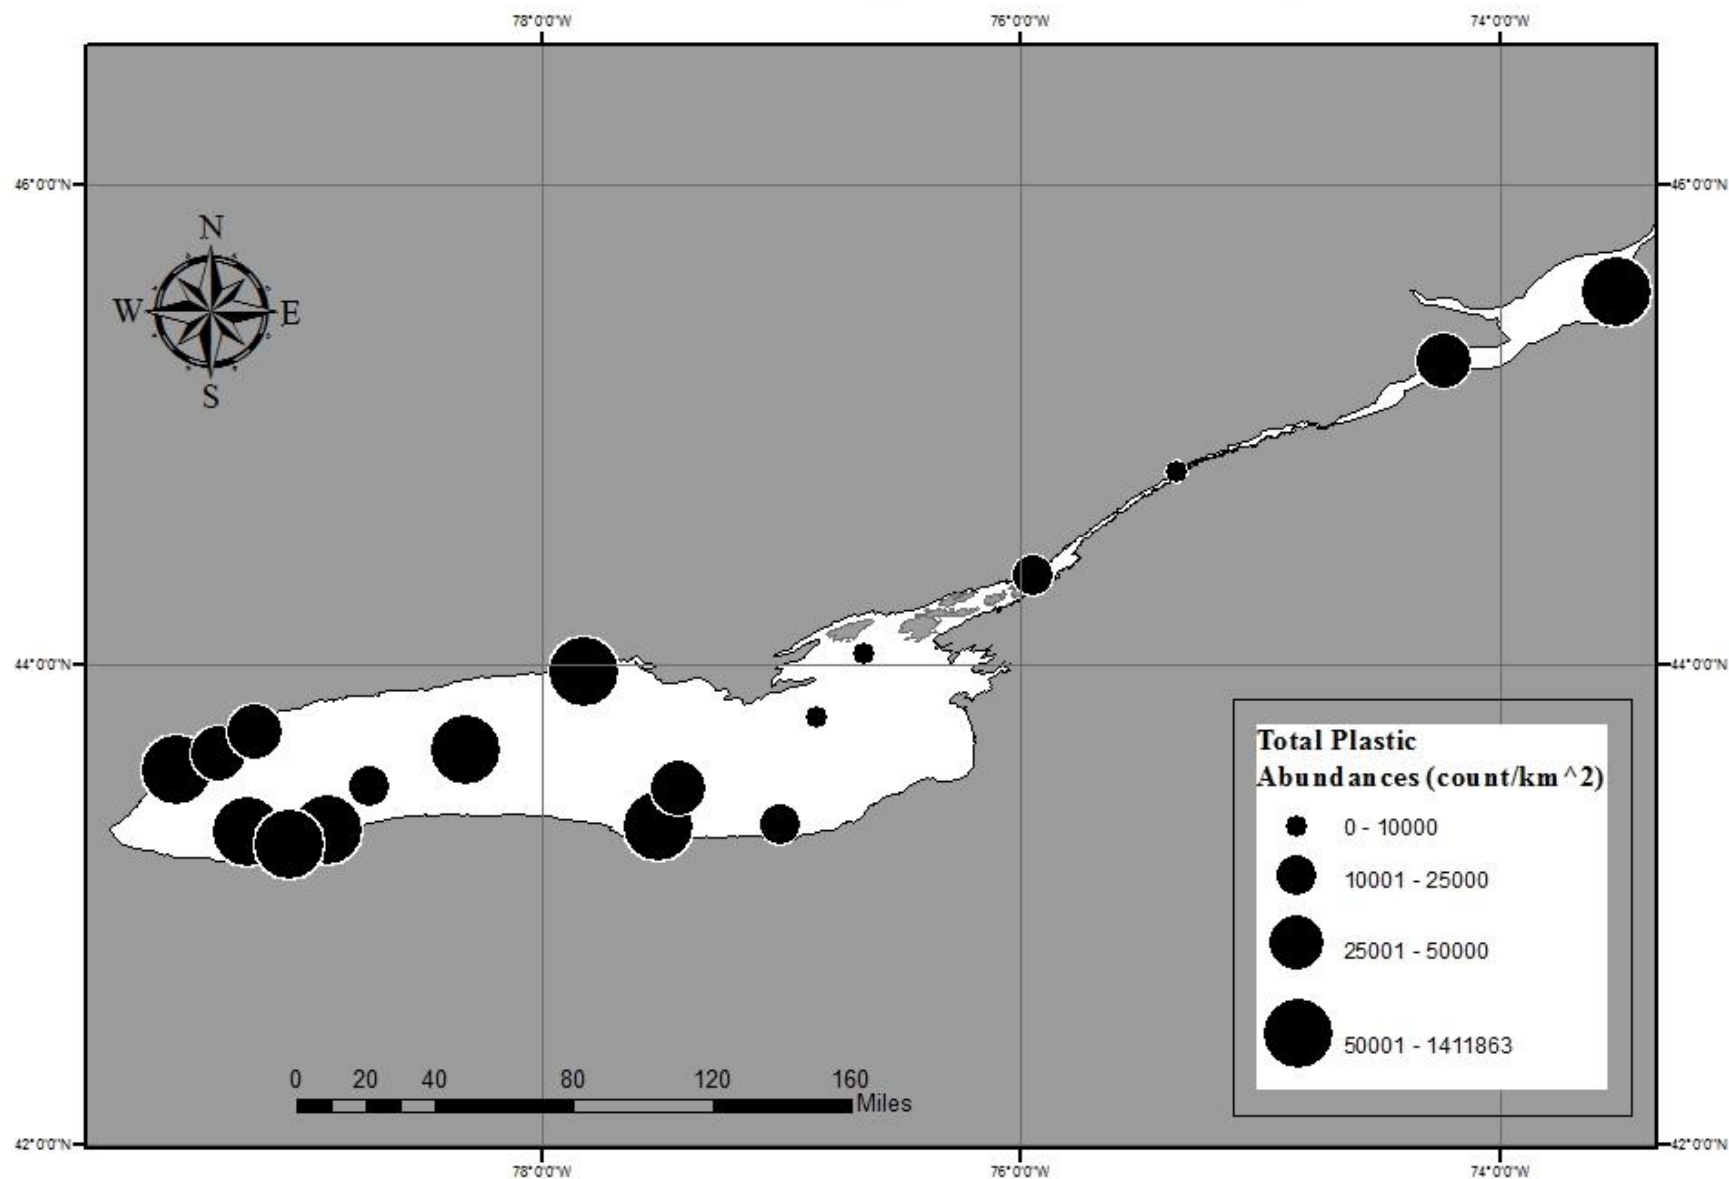 78°0'0"W 76°0'0"W 74°0'0"W
46°0'0"N 46°0'0"N
N
W E
S
44°0'0"N 44°0'0"N
Total Plastic
Abundances (count/km^2)
0 - 10000
10001 - 25000
25001 - 50000
50001 - 1411863
0 20 40 80 120 160
Miles
42°0'0"N 42°0'0"N
78°0'0"W 76°0'0"W 74°0'0"W